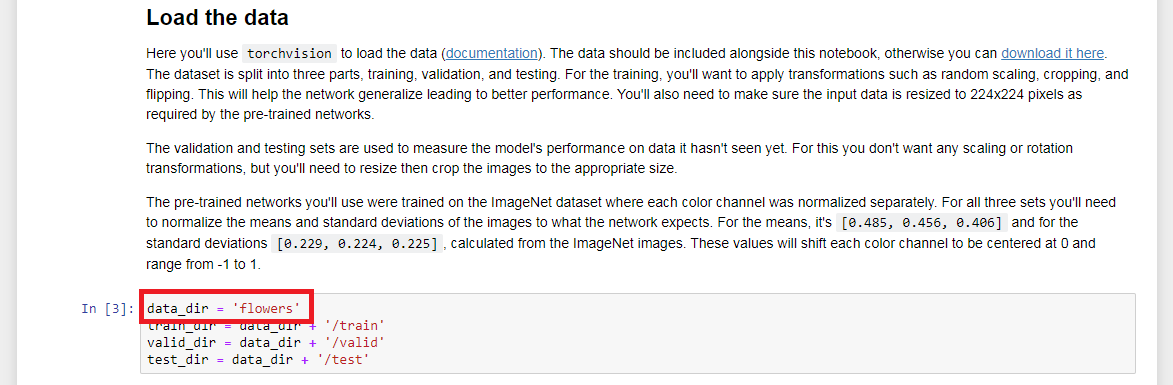 Load the data
Here you'll use torchvision to load the data (documentation). The data should be included alongside this notebook, otherwise you can download it here.
The dataset is split into three parts, training, validation, and testing. For the training, you'll want to apply transformations such as random scaling, cropping, and
flipping. This will help the network generalize leading to better performance. You'll also need to make sure the input data is resized to 224x224 pixels as
required by the pre-trained networks.
The validation and testing sets are used to measure the model's performance on data it hasn't seen yet. For this you don't want any scaling or rotation
transformations, but you'll need to resize then crop the images to the appropriate size.
The pre-trained networks you'll use were trained on the ImageNet dataset where each color channel was normalized separately. For all three sets you'll need
to normalize the means and standard deviations of the images to what the network expects. For the means, it's [0.485, 0.456, 0.406] and for the
standard deviations [0.229, 0.224, 0.225] , calculated from the ImageNet images. These values will shift each color channel to be centered at 0 and
range from -1 to 1.
In [3]: data_dir = 'flowers'
train_dir = data_dir + '/train'
valid_dir = data_dir + '/valid'
test_dir = data_dir + '/test'